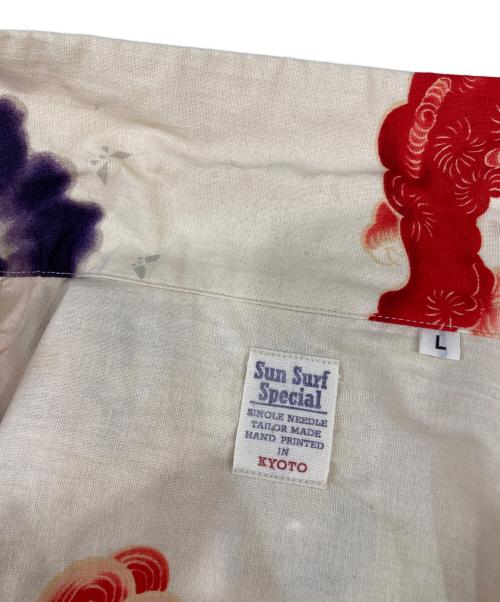 L
Sun Surf
Special
SINGLE NEEDLE
TAILOR MADE
HAND PRINTED
IN
KYOTO